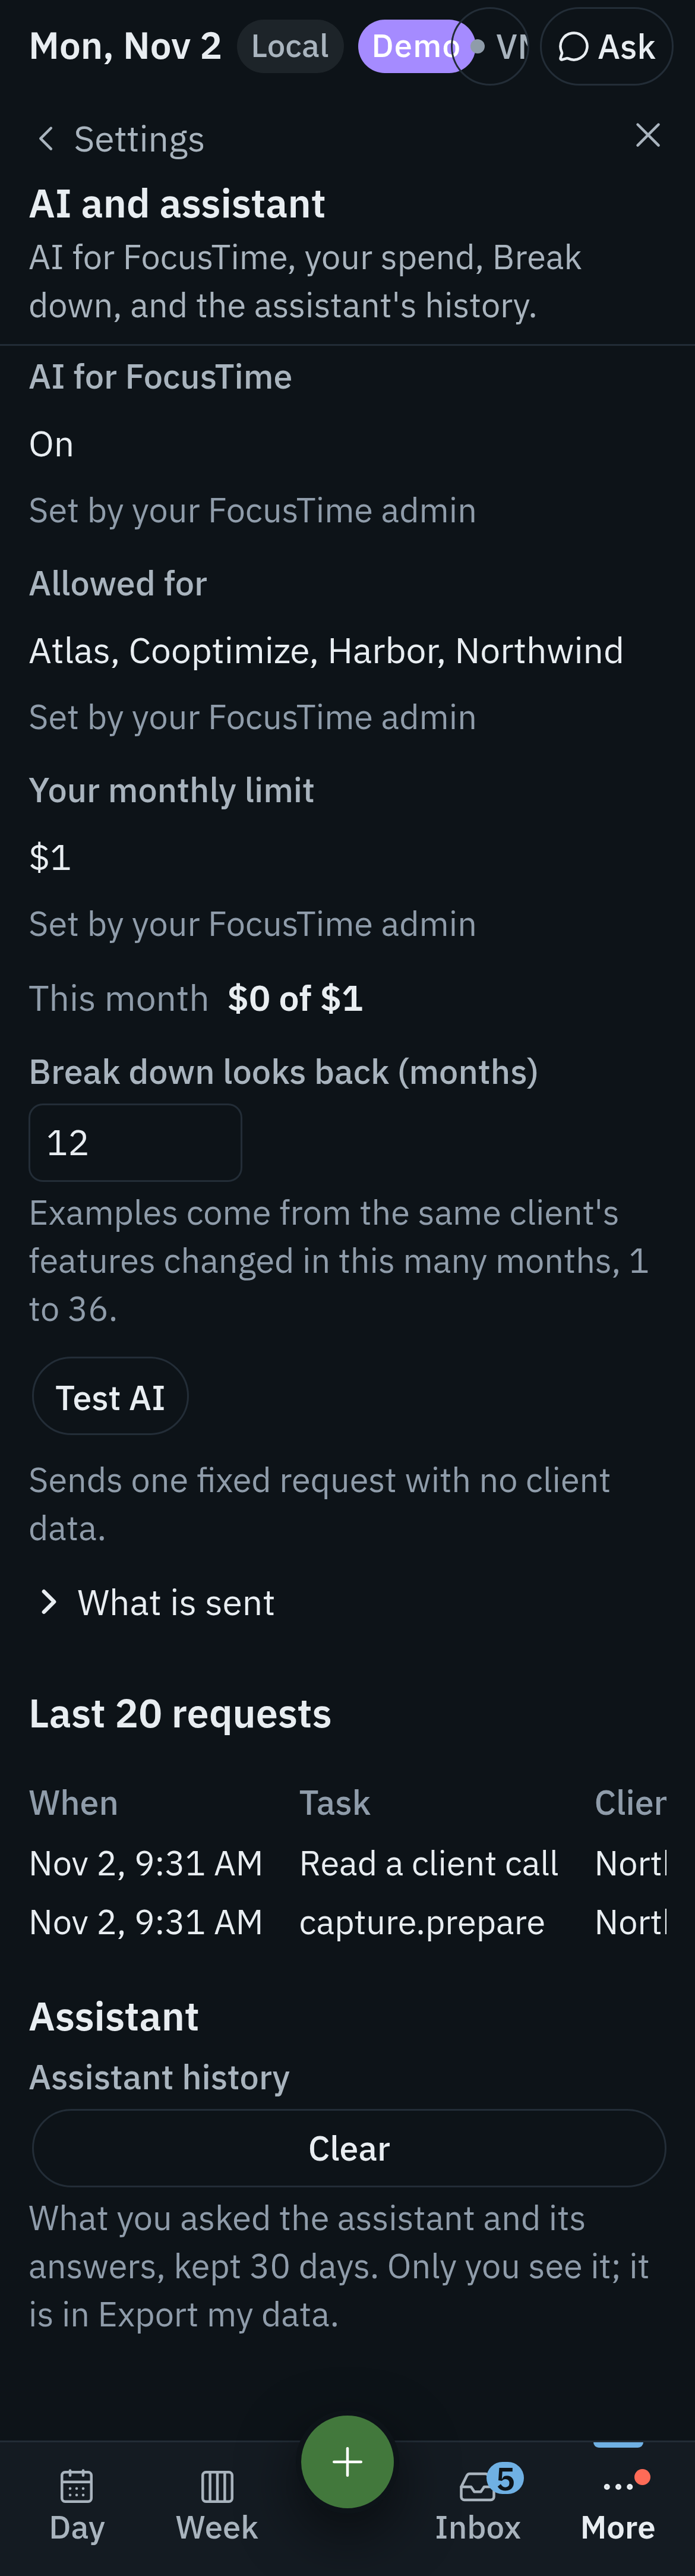 Mon, Nov 2 Local Demo Ask
Settings
AI and assistant
AI for FocusTime, your spend, Break
down, and the assistant's history.
AI for FocusTime
On
Set by your FocusTime admin
Allowed for
Atlas, Cooptimize, Harbor, Northwind
Set by your FocusTime admin
Your monthly limit
$1
Set by your FocusTime admin
This month $0 of $1
Break down looks back (months)
12
Examples come from the same client's
features changed in this many months, 1
to 36.
Test AI
Sends one fixed request with no client
data.
What is sent
Last 20 requests
When Task
Nov 2, 9:31 AM Read a client call
Nov 2, 9:31 AM capture.prepare
Assistant
Assistant history
Clear
What you asked the assistant and its
answers, kept 30 days. Only you see it; it
is in Export my data.
5
Day Week Inbox More